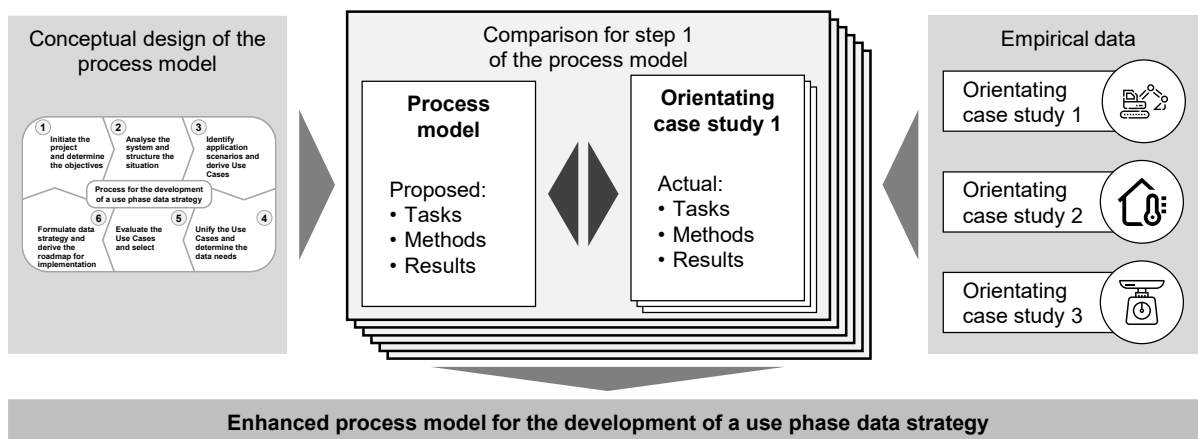 Conceptual design of the
process model
1
Initiate the
project
and determine
the objectives
2
Analyse the
system and
structure the
situation
3
Identify
application
scenarios and
derive Use
Cases
Process for the development
of a use phase data strategy
6
Formulate data
strategy and
derive the
roadmap for
implementation
5
Evaluate the
Use Cases
and select
4
Unify the Use
Cases and
determine the
data needs
Comparison for step 1
of the process model
Process
model
Proposed:
• Tasks
• Methods
• Results
Orientating
case study 1
Actual:
• Tasks
• Methods
• Results
Empirical data
Orientating
case study 1
Orientating
case study 2
Orientating
case study 3
Enhanced process model for the development of a use phase data strategy